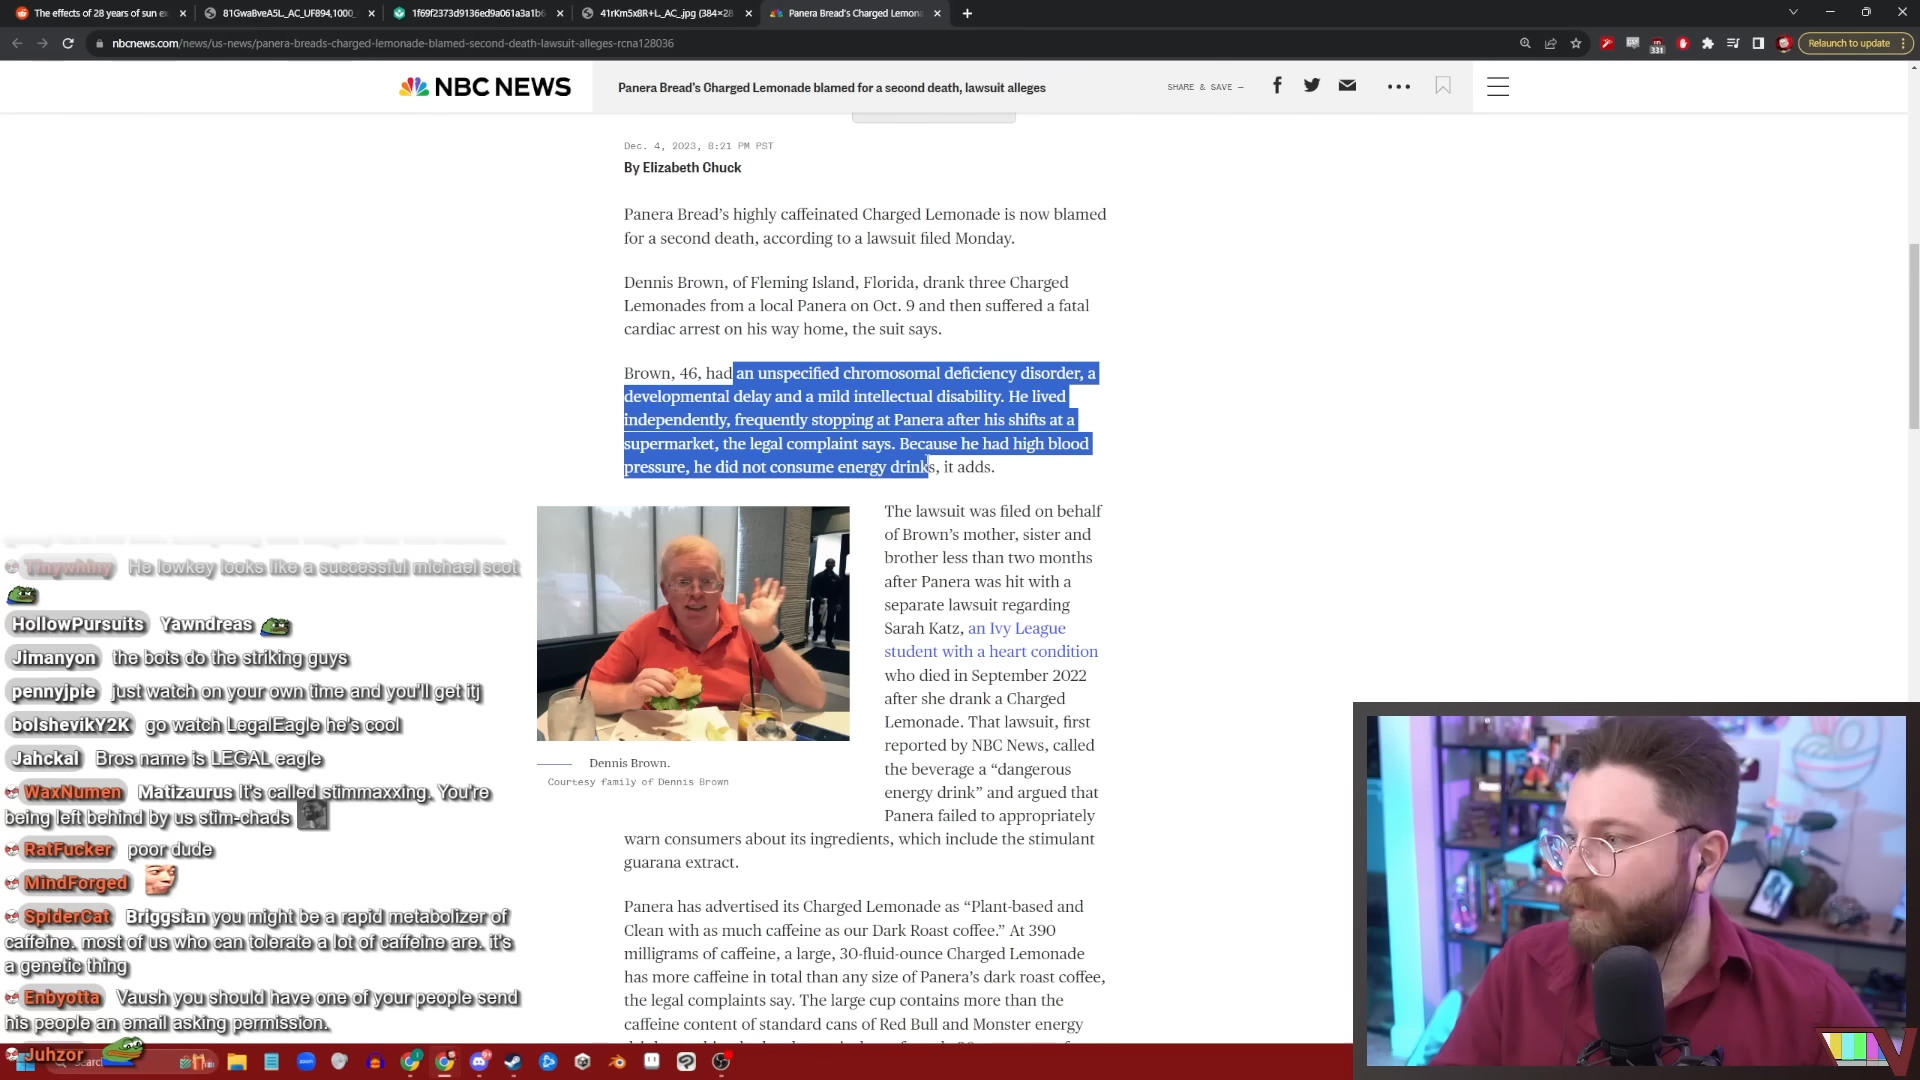 The effects of 28 years of sun ex
81GwaBveA5L._AC_UF894,1000_
1f69f2373d9136ed9a061a3a1b6
41rKm5x8R+L._AC_.jpg (384×28
Panera Bread's Charged Lemona
nbcnews.com/news/us-news/panera-breads-charged-lemonade-blamed-second-death-lawsuit-alleges-rcna128036
331
Relaunch to update
NBC NEWS
Panera Bread's Charged Lemonade blamed for a second death, lawsuit alleges
SHARE & SAVE —
Dec. 4, 2023, 8:21 PM PST
By Elizabeth Chuck
Panera Bread's highly caffeinated Charged Lemonade is now blamed
for a second death, according to a lawsuit filed Monday.
Dennis Brown, of Fleming Island, Florida, drank three Charged
Lemonades from a local Panera on Oct. 9 and then suffered a fatal
cardiac arrest on his way home, the suit says.
Brown, 46, had an unspecified chromosomal deficiency disorder, a
developmental delay and a mild intellectual disability. He lived
independently, frequently stopping at Panera after his shifts at a
supermarket, the legal complaint says. Because he had high blood
pressure, he did not consume energy drinks, it adds.
The lawsuit was filed on behalf
of Brown's mother, sister and
brother less than two months
after Panera was hit with a
separate lawsuit regarding
Sarah Katz, an Ivy League
student with a heart condition
who died in September 2022
after she drank a Charged
Lemonade. That lawsuit, first
reported by NBC News, called
the beverage a “dangerous
energy drink” and argued that
Panera failed to appropriately
warn consumers about its ingredients, which include the stimulant
guarana extract.
Dennis Brown.
Courtesy family of Dennis Brown
Panera has advertised its Charged Lemonade as “Plant-based and
Clean with as much caffeine as our Dark Roast coffee.” At 390
milligrams of caffeine, a large, 30-fluid-ounce Charged Lemonade
has more caffeine in total than any size of Panera's dark roast coffee,
the legal complaints say. The large cup contains more than the
caffeine content of standard cans of Red Bull and Monster energy
He lowkey looks like a successful michael scot
HollowPursuits Yawndreas
Jimanyon the bots do the striking guys
pennyjpie just watch on your own time and you'll get itj
bolshevikY2K go watch LegalEagle he's cool
Jahckal Bros name is LEGAL eagle
WaxNumen Matizaurus It's called stimmaxxing. You're
being left behind by us stim-chads
RatFucker poor dude
MindForged
SpiderCat Briggsian you might be a rapid metabolizer of
caffeine. most of us who can tolerate a lot of caffeine are. it's
a genetic thing
Enbyotta Vaush you should have one of your people send
his people an email asking permission.
Juhzor